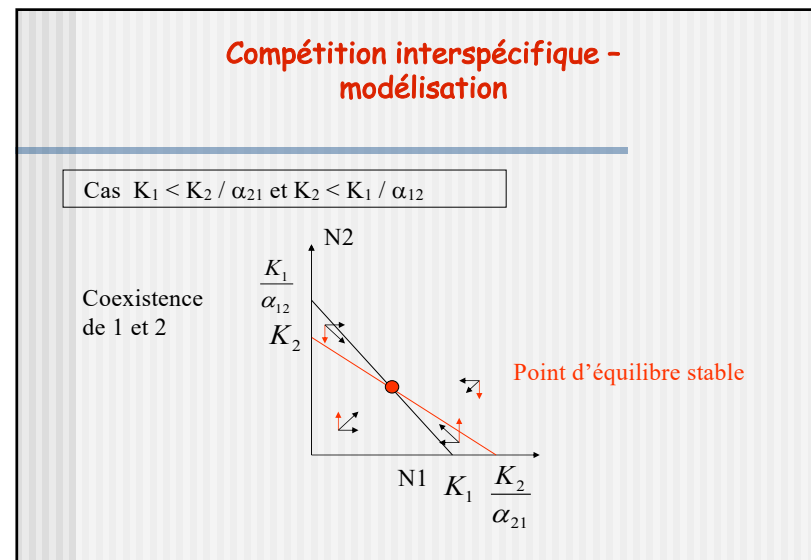 Compétition interspécifique –
modélisation
Cas K₁ < K₂ / α₂₁ et K₂ < K₁ / α₁₂
N2
K₁
α₁₂
Coexistence
de 1 et 2
K₂
Point d’équilibre stable
N1 K₁ K₂
α₂₁